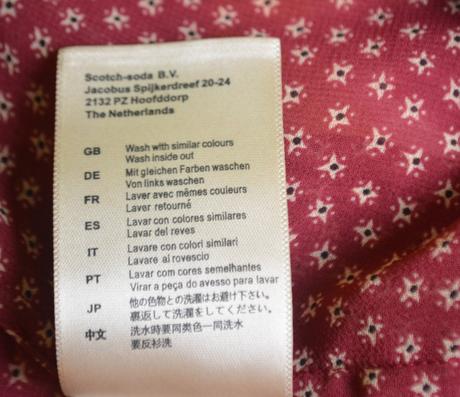 Scotch-soda B.V.
Jacobus Spijkerdreef 20-24
2132 PZ Hoofddorp
The Netherlands
GB Wash with similar colours
Wash inside out
DE Mit gleichen Farben waschen
Von links waschen
FR Laver avec mêmes couleurs
Laver retourné
ES Lavar con colores similares
Lavar del reves
IT Lavare con colori similari
Lavare al rovescio
PT Lavar com cores semelhantes
Virar a peça do avesso para lavar
JP 他の色物との洗濯はお避け下さい。
裏返して洗濯をしてください。
中文 洗水時要同类色一同洗水
要反衫洗